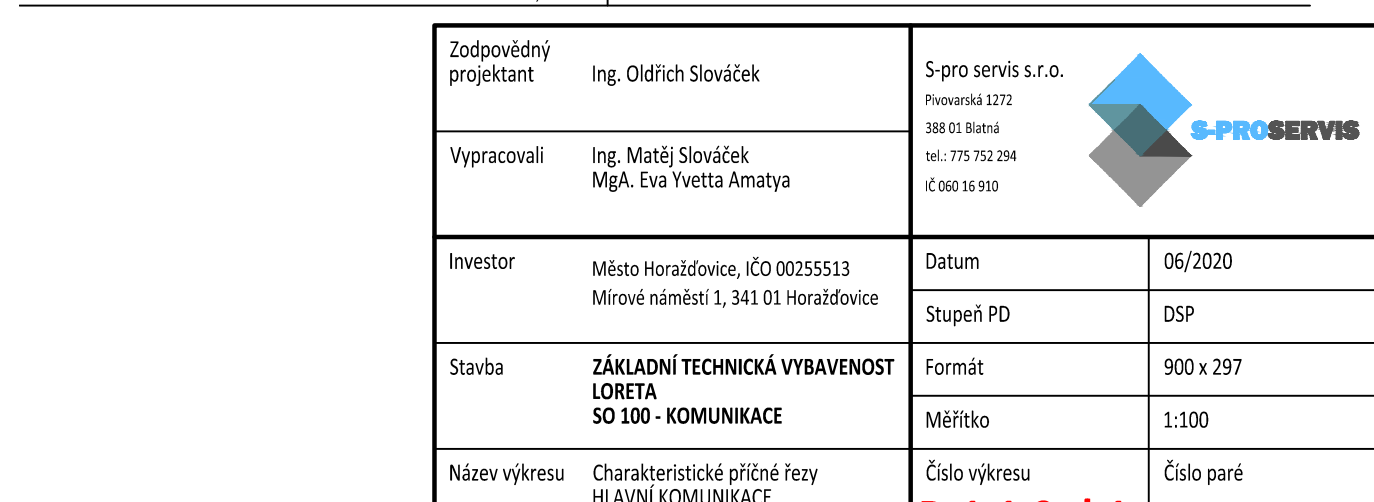 Zodpovědný
projektant
Ing. Oldřich Slováček
S-pro servis s.r.o.
Pivovarská 1272
388 01 Blatná
tel.: 775 752 294
IČ 060 16 910
S-PROSERVIS
Vypracovali
Ing. Matěj Slováček
MgA. Eva Yvetta Amatya
Investor
Město Horažďovice, IČO 00255513
Mírové náměstí 1, 341 01 Horažďovice
Datum
06/2020
Stupeň PD
DSP
Stavba
ZÁKLADNÍ TECHNICKÁ VYBAVENOST
LORETA
SO 100 - KOMUNIKACE
Formát
900 x 297
Měřítko
1:100
Název výkresu
Charakteristické příčné řezy
HLAVNÍ KOMUNIKACE
Číslo výkresu
Číslo paré